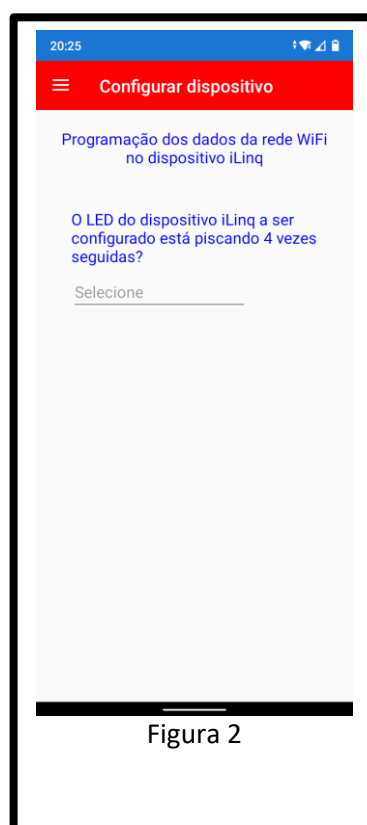 20:25
Configurar dispositivo
Programação dos dados da rede WiFi
no dispositivo iLinq
O LED do dispositivo iLinq a ser
configurado está piscando 4 vezes
seguidas?
Selecione
Figura 2